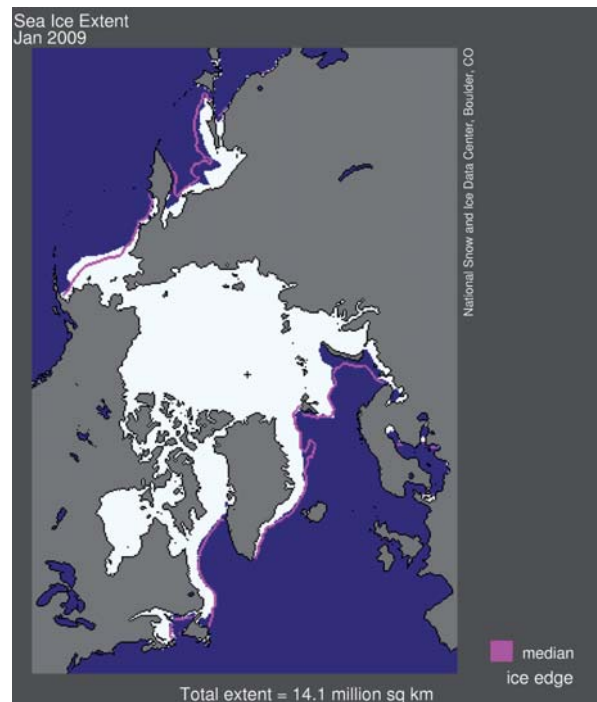 Sea Ice Extent
Jan 2009
National Snow and Ice Data Center, Boulder, CO
median
ice edge
Total extent = 14.1 million sq km